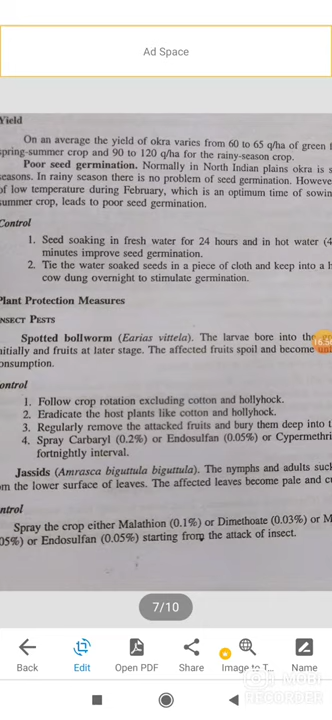 Ad Space
Yield
On an average the yield of okra varies from 60 to 65 q/ha of green
spring-summer crop and 90 to 120 q/ha for the rainy-season crop.
Poor seed germination. Normally in North Indian plains okra is
seasons. In rainy season there is no problem of seed germination.
of low temperature during February, which is an optimum time of
summer crop, leads to poor seed germination.
Control
1. Seed soaking in fresh water for 24 hours and in hot water
minutes improve seed germination.
2. Tie the water soaked seeds in a piece of cloth and keep into a
cow dung overnight to stimulate germination.
Plant Protection Measures
INSECT PESTS
Spotted bollworm (Earias vittela). The larvae bore into the
initially and fruits at later stage. The affected fruits spoil and become
onsumption.
ontrol
1. Follow crop rotation excluding cotton and hollyhock.
2. Eradicate the host plants like cotton and hollyhock.
3. Regularly remove the attacked fruits and bury them deep into
4. Spray Carbaryl (0.2%) or Endosulfan (0.05%) or
fortnightly interval.
Jassids (Amrasca biguttula biguttula). The nymphs and adults
om the lower surface of leaves. The affected leaves become pale and
ntrol
Spray the crop either Malathion (0.1%) or Dimethoate (0.03%) or
05%) or Endosulfan (0.05%) starting from the attack of insect.
7/10
Back Edit Open PDF Share Image to T... Name